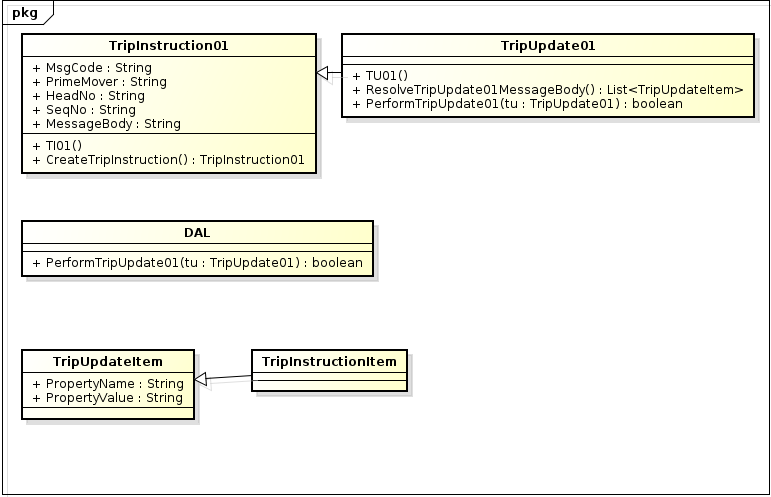 pkg
TripInstruction01
+ MsgCode : String
+ PrimeMover : String
+ HeadNo : String
+ SeqNo : String
+ MessageBody : String
+ TI01()
+ CreateTripInstruction() : TripInstruction01
TripUpdate01
+ TU01()
+ ResolveTripUpdate01MessageBody() : List<TripUpdateItem>
+ PerformTripUpdate01(tu : TripUpdate01) : boolean
DAL
+ PerformTripUpdate01(tu : TripUpdate01) : boolean
TripUpdateItem
+ PropertyName : String
+ PropertyValue : String
TripInstructionItem